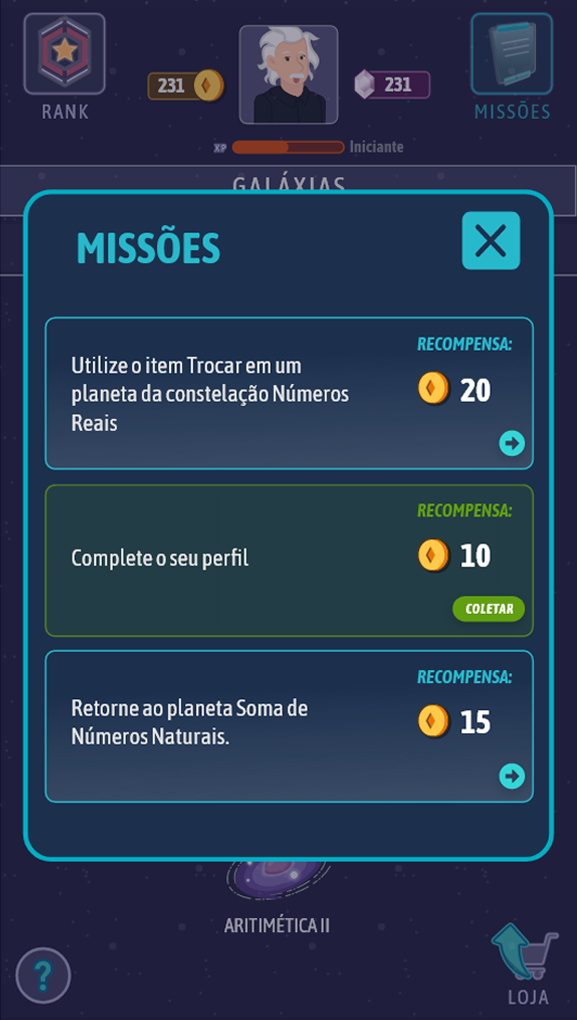 231
231
RANK
MISSÕES
XP
Iniciante
GALÁXIAS
MISSÕES
RECOMPENSA:
Utilize o item Trocar em um
planeta da constelação Números
Reais
20
RECOMPENSA:
Complete o seu perfil
10
COLETAR
RECOMPENSA:
Retorne ao planeta Soma de
Números Naturais.
15
ARITIMÉTICA II
?
LOJA